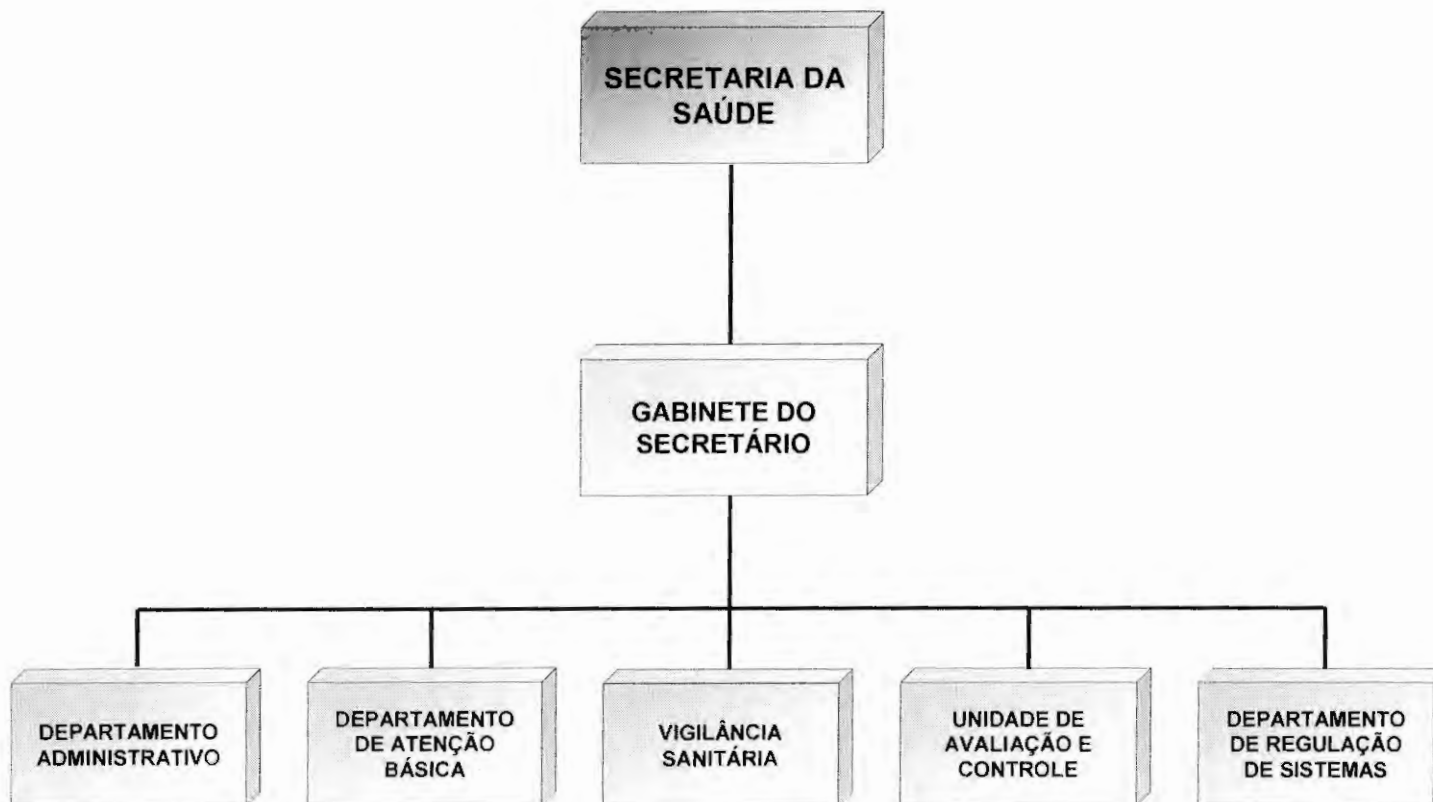 SECRETARIA DA
SAÚDE
GABINETE DO
SECRETÁRIO
DEPARTAMENTO
ADMINISTRATIVO
DEPARTAMENTO
DE ATENÇÃO
BÁSICA
VIGILÂNCIA
SANITÁRIA
UNIDADE DE
AVALIAÇÃO E
CONTROLE
DEPARTAMENTO
DE REGULAÇÃO
DE SISTEMAS